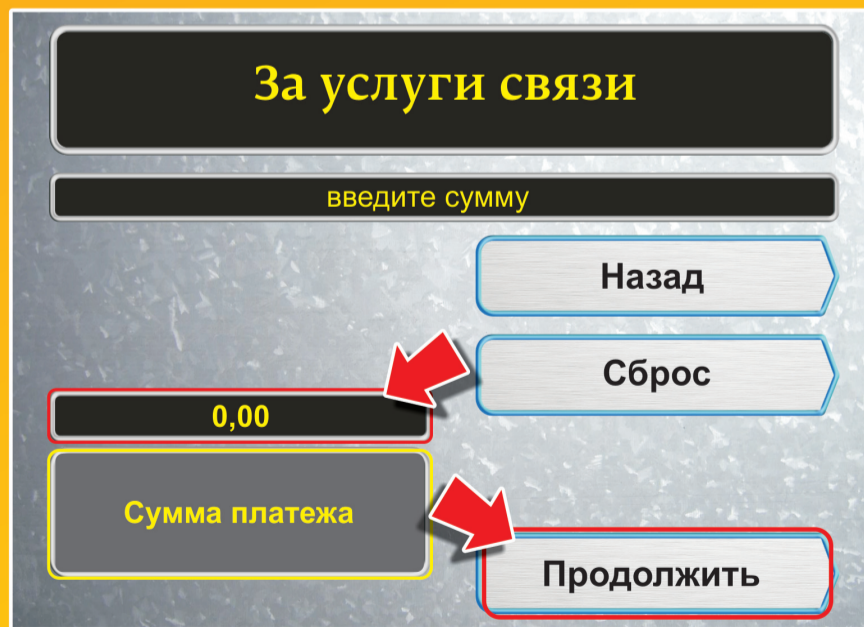 За услуги связи
введите сумму
Назад
Сброс
0,00
Сумма платежа
Продолжить